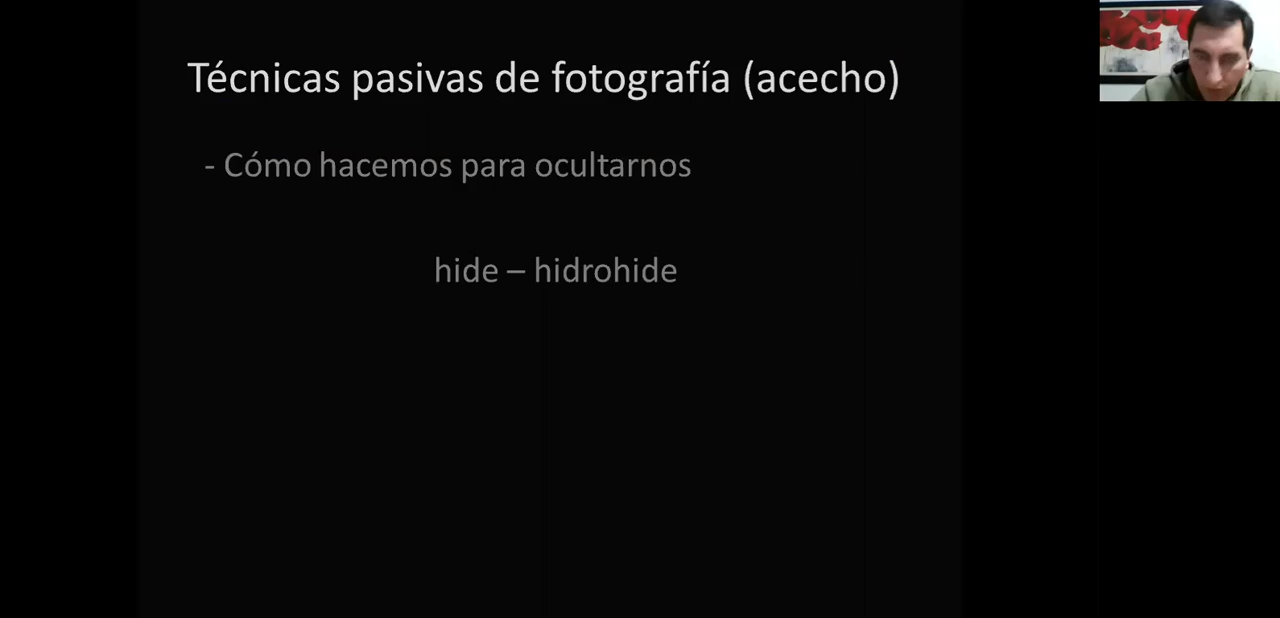 Técnicas pasivas de fotografía (acecho)
- Cómo hacemos para ocultarnos
hide – hidrohide